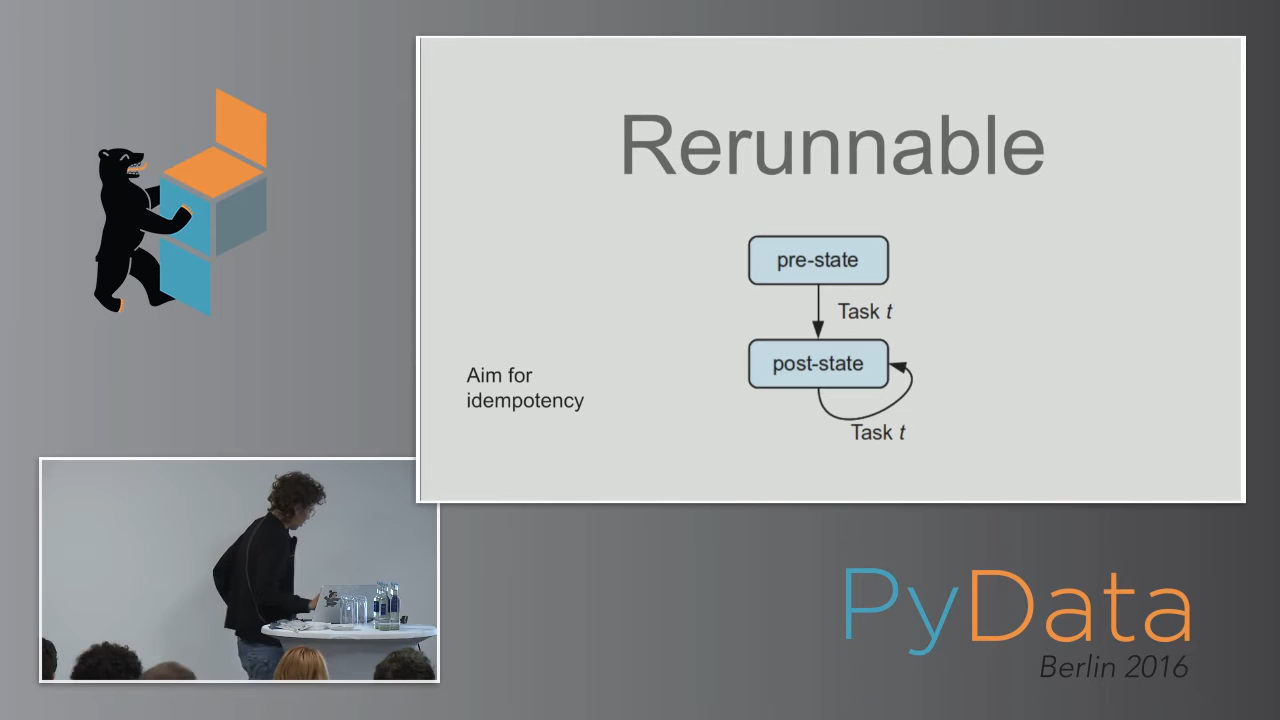 Rerunnable
pre-state
Task t
post-state
Task t
Aim for
idempotency
PyData
Berlin 2016